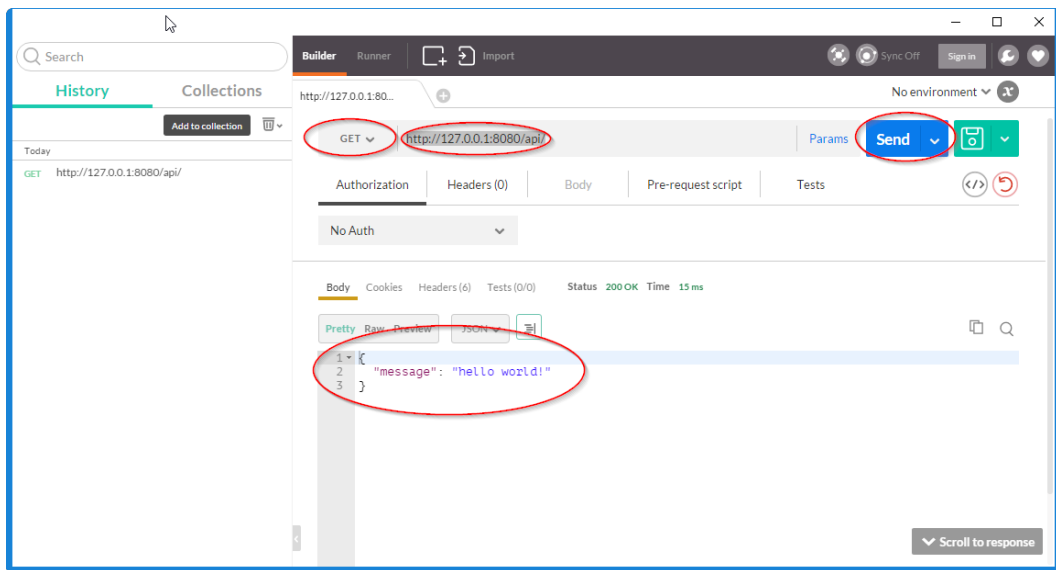 Search
History Collections
Add to collection
Today
GET http://127.0.0.1:8080/api/
Builder Runner Import Sync Off Sign in
http://127.0.0.1:80... No environment
GET http://127.0.0.1:8080/api/ Params Send
Authorization Headers (0) Body Pre-request script Tests
No Auth
Body Cookies Headers (6) Tests (0/0) Status 200 OK Time 15 ms
Pretty Raw Preview JSON
1 {
2 "message": "hello world!"
3 }
Scroll to response